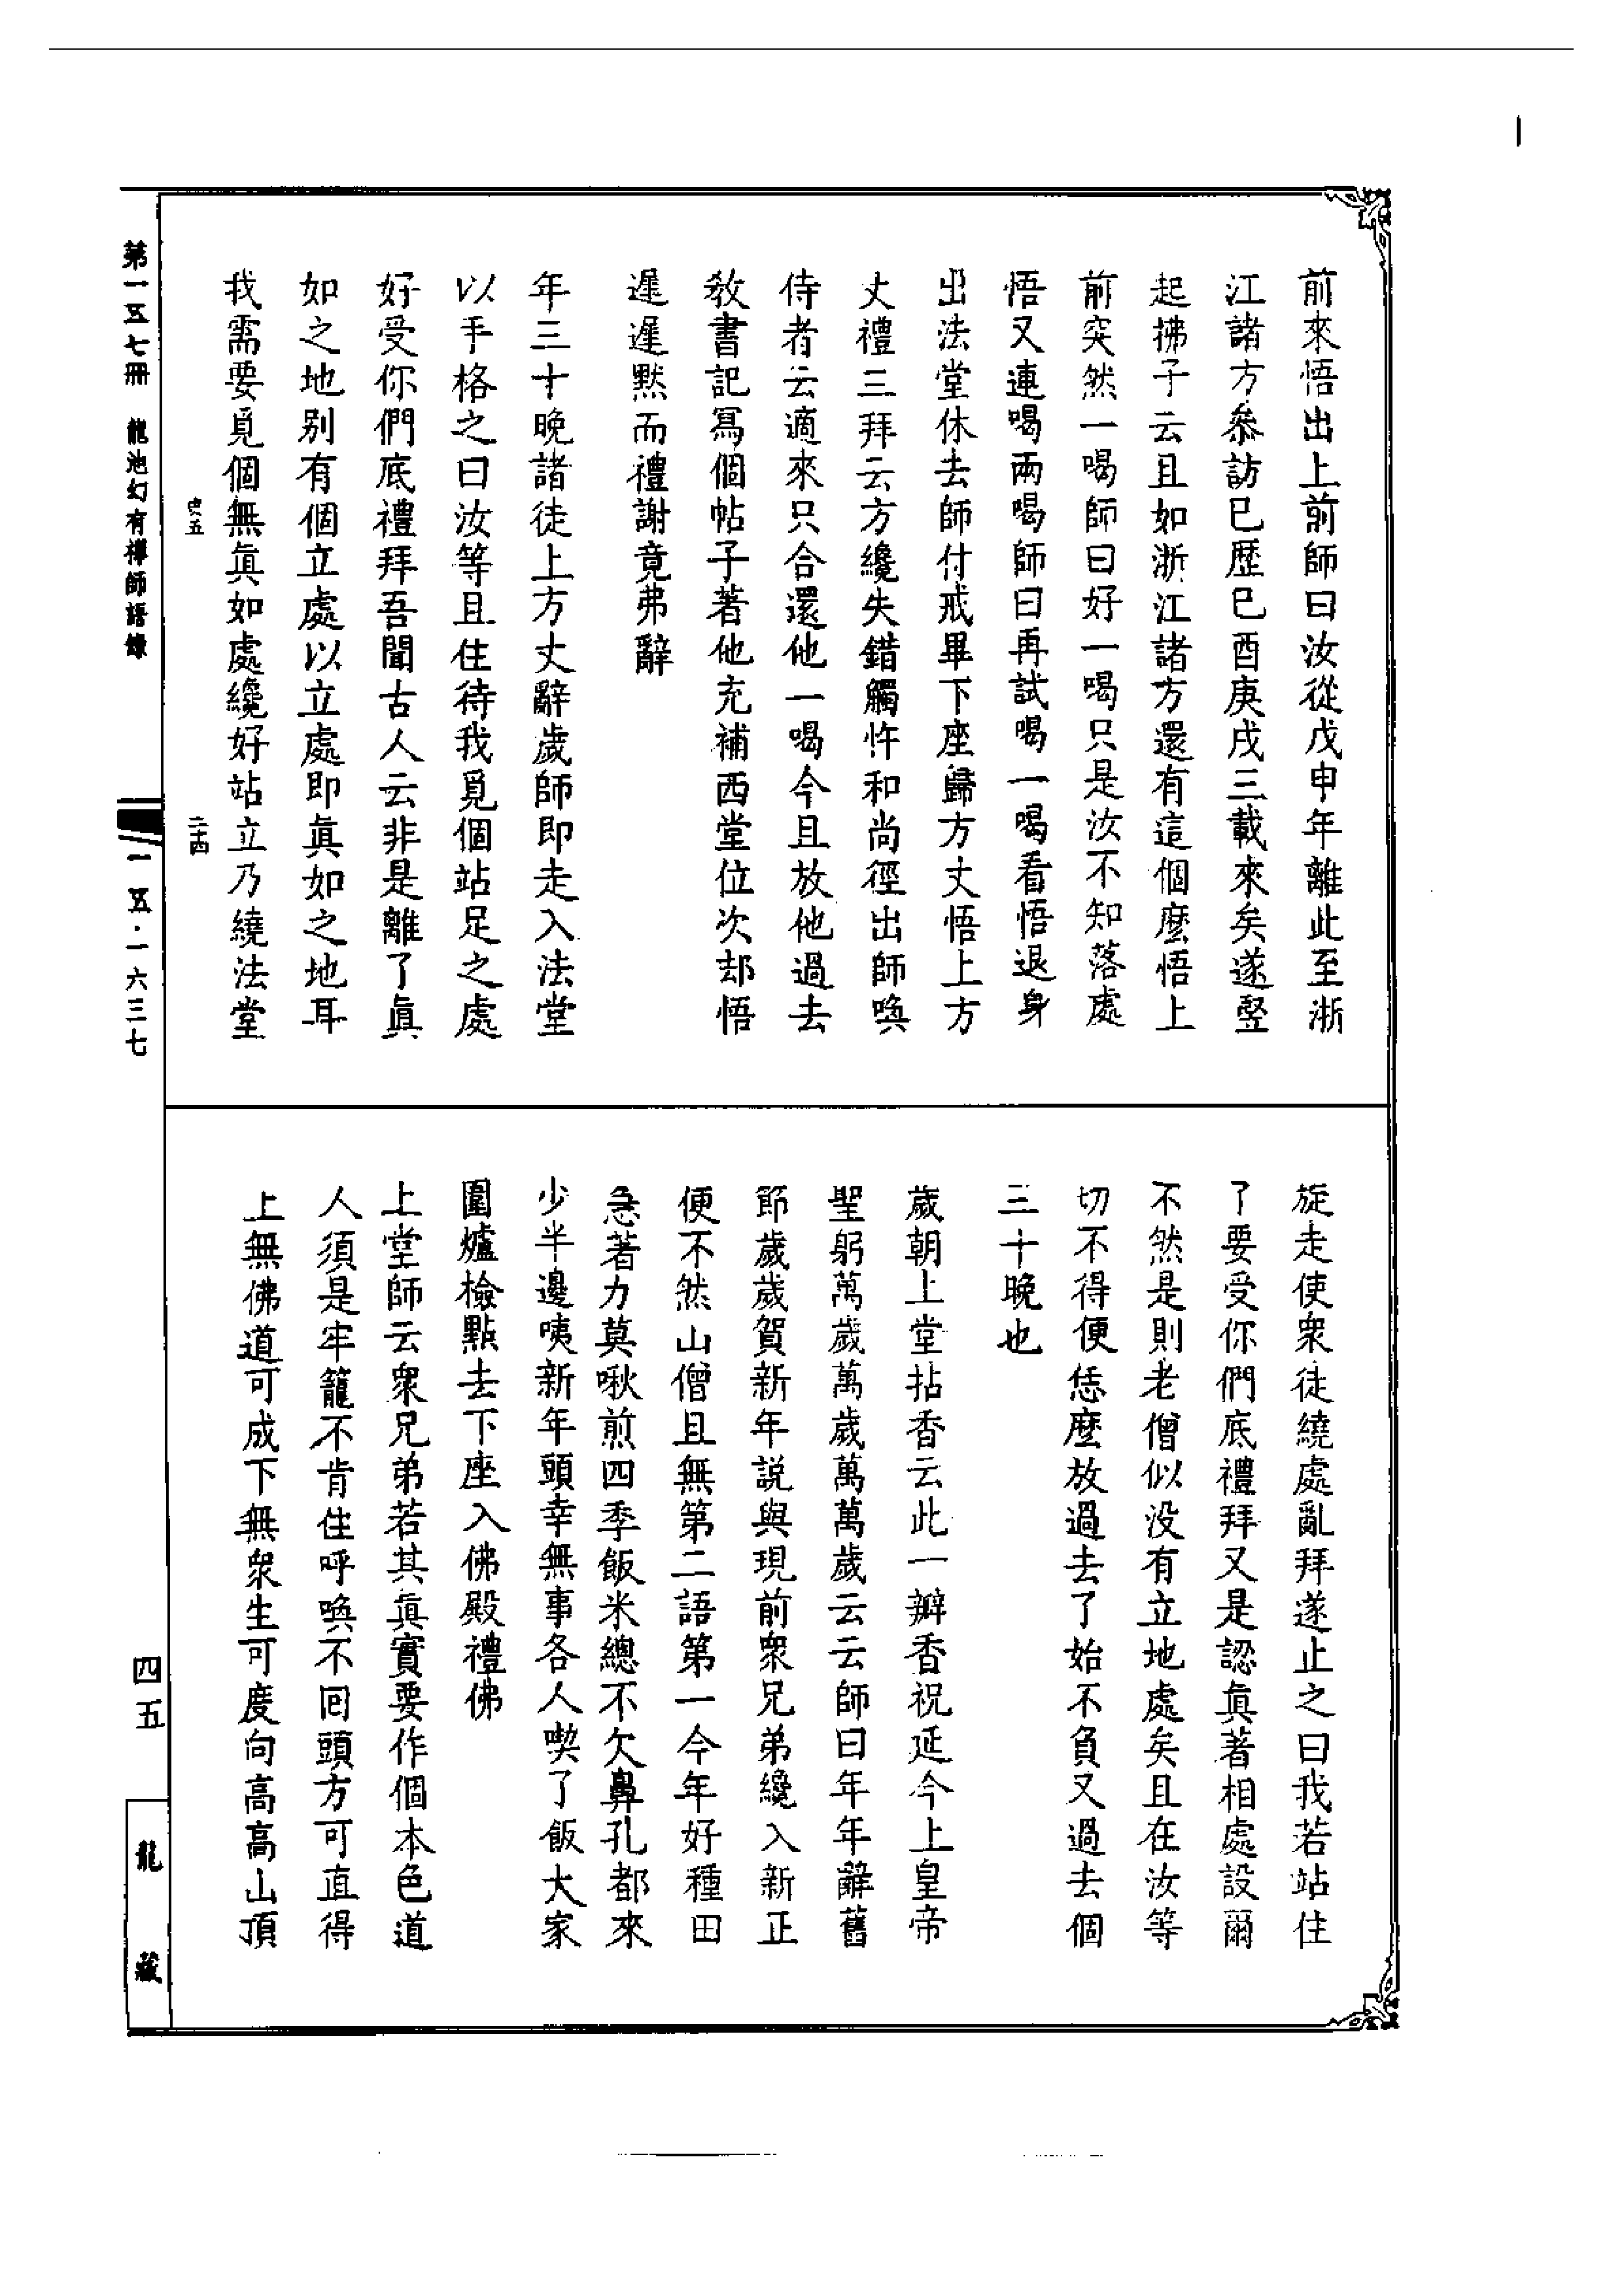 前來悟出上前師曰汝從戊申年離此至浙
江諸方叅訪已歷巳酉庚戌三載來矣遂竪
起拂子云且如浙江諸方還有這個麽悟上
前突然一喝師曰好一喝只是汝不知落處
悟又連喝兩喝師曰再試喝一喝看悟退身
出法堂休去師付戒畢下座歸方丈悟上方
丈禮三拜云方纔失錯觸忤和尚徑出師喚
侍者云適來只合還他一喝今且放他過去
教書記寫個帖子著他充補西堂位次却悟
遲遲默而禮謝竟弗辭
年三十晚諸徒上方丈辭歲師即走入法堂
以手格之曰汝等且住待我覓個站足之處
好受你們底禮拜吾聞古人云非是離了眞
如之地别有個立處以立處即眞如之地耳
我需要覓個無眞如處纔好站立乃繞法堂
旋走使衆徒繞處亂拜遂止之曰我若站住
了要受你們底禮拜又是認眞著相處設爾
不然是則老僧似没有立地處矣且在汝等
切不得便恁麽放過去了始不負又過去個
三十晚也
歲朝上堂拈香云此一瓣香祝延今上皇帝
聖躬萬歲萬歲萬萬歲云云師曰年年辭舊
節歲歲賀新年説與現前衆兄弟纔入新正
便不然山僧且無第二語第一今年好種田
急著力莫啾煎四季飯米總不欠鼻孔都來
少半邊咦新年頭幸無事各人喫了飯大家
圍爐檢點去下座入佛殿禮佛
上堂師云衆兄弟若其眞實要作個本色道
人須是牢籠不肯住呼喚不囘頭方可直得
上無佛道可成下無衆生可度向高高山頂
第一五七冊 龍池幻有禪師語錄
史五
二十四
一五五·一六三七
四五
龍藏